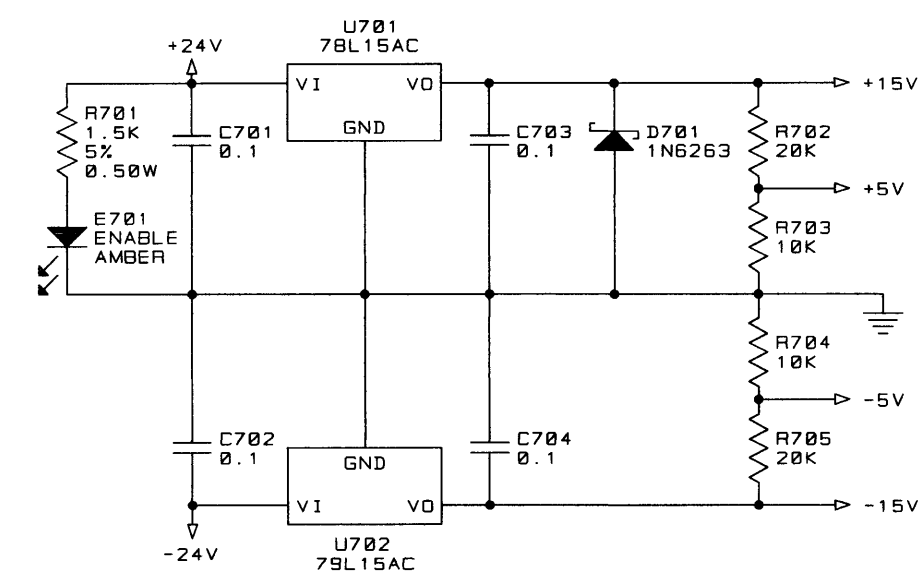 U701
78L15AC
+24V
VI
VO
GND
+15V
R701
1.5K
5%
0.50W
C701
0.1
C703
0.1
D701
1N6263
R702
20K
+5V
E701
ENABLE
AMBER
R703
10K
R704
10K
-5V
C702
0.1
C704
0.1
R705
20K
GND
VI
VO
-15V
-24V
U702
79L15AC